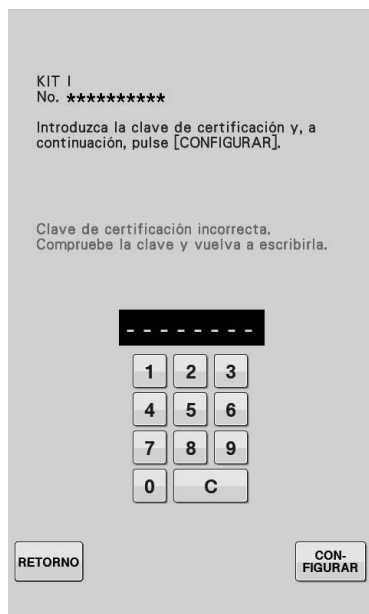 KIT I
No. **********
Introduzca la clave de certificación y, a
continuación, pulse [CONFIGURAR].
Clave de certificación incorrecta.
Compruebe la clave y vuelva a escribirla.
- - - - - - - -
1 2 3
4 5 6
7 8 9
0 C
RETORNO
CON-
FIGURAR